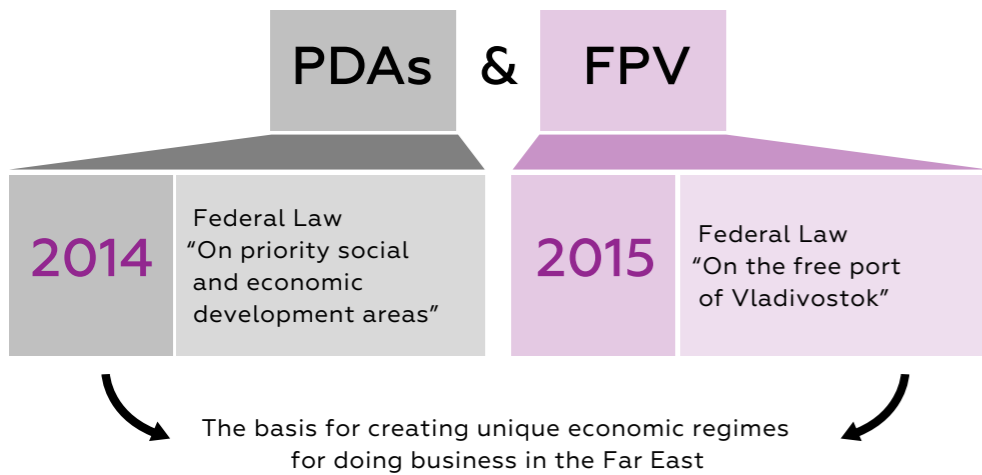 PDAs & FPV
2014
Federal Law
“On priority social
and economic
development areas”
2015
Federal Law
“On the free port
of Vladivostok”
The basis for creating unique economic regimes
for doing business in the Far East